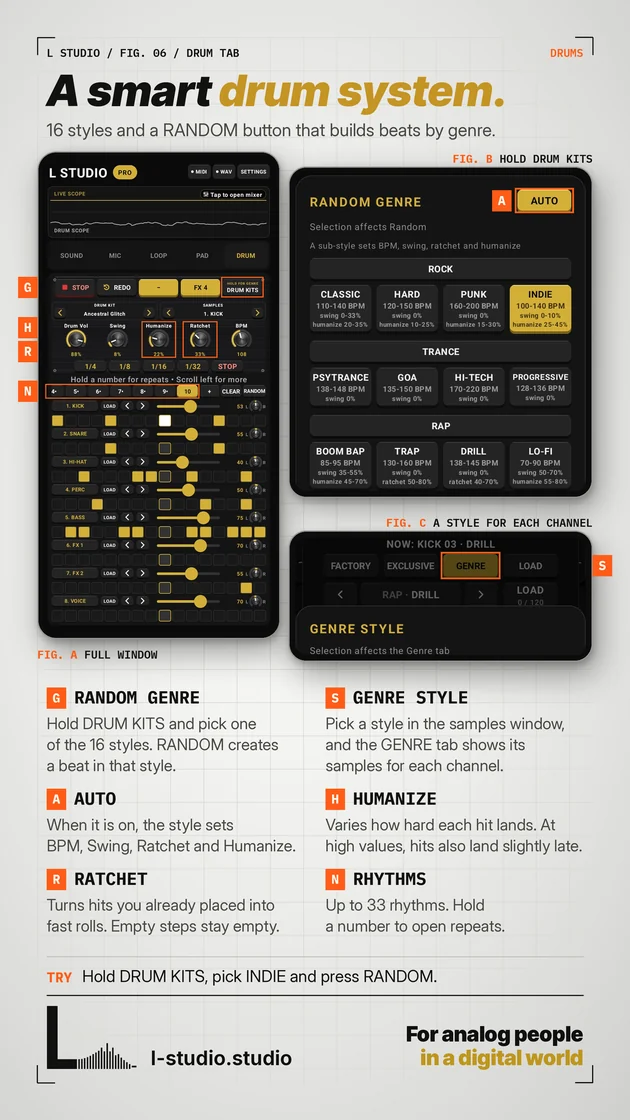 L STUDIO / FIG. 06 / DRUM TAB
DRUMS
A smart drum system.
16 styles and a RANDOM button that builds beats by genre.
L STUDIO PRO
MIDI WAV SETTINGS
LIVE SCOPE
Tap to open mixer
DRUM SCOPE
SOUND MIC LOOP PAD DRUM
G
STOP REDO – FX 4
HOLD FOR GENRE
DRUM KITS
DRUM KIT SAMPLES
< Ancestral Glitch > < 1. KICK >
H
Drum Vol Swing Humanize Ratchet BPM
88% 8% 22% 33% 108
R
1/4 1/8 1/16 1/32 STOP
Hold a number for repeats • Scroll left for more
N
4• 5• 6• 7• 8• 9• 10 + CLEAR RANDOM
1. KICK LOAD < > 53 L R
2. SNARE LOAD < > 55 L R
3. HI-HAT LOAD < > 40 L R
4. PERC LOAD < > 50 L R
5. BASS LOAD < > 75 L R
6. FX 1 LOAD < > 70 L R
7. FX 2 LOAD < > 55 L R
8. VOICE LOAD < > 70 L R
FIG. A FULL WINDOW
FIG. B HOLD DRUM KITS
RANDOM GENRE
A
AUTO
Selection affects Random
A sub-style sets BPM, swing, ratchet and humanize
ROCK
CLASSIC HARD PUNK INDIE
110-140 BPM 120-150 BPM 160-200 BPM 100-140 BPM
swing 0-33% swing 0% swing 0% swing 0-10%
humanize 20-35% humanize 10-25% humanize 15-30% humanize 25-45%
TRANCE
PSYTRANCE GOA HI-TECH PROGRESSIVE
138-148 BPM 135-150 BPM 170-220 BPM 128-136 BPM
swing 0% swing 0% swing 0% swing 0%
RAP
BOOM BAP TRAP DRILL LO-FI
85-95 BPM 130-160 BPM 138-145 BPM 70-90 BPM
swing 35-55% swing 0% swing 0% swing 50-70%
humanize 45-70% ratchet 50-80% ratchet 40-70% humanize 55-80%
FIG. C A STYLE FOR EACH CHANNEL
NOW: KICK 03 · DRILL
FACTORY EXCLUSIVE GENRE LOAD
S
< RAP · DRILL > LOAD
0 / 120
GENRE STYLE
Selection affects the Genre tab
G RANDOM GENRE
Hold DRUM KITS and pick one
of the 16 styles. RANDOM creates
a beat in that style.
S GENRE STYLE
Pick a style in the samples window,
and the GENRE tab shows its
samples for each channel.
A AUTO
When it is on, the style sets
BPM, Swing, Ratchet and Humanize.
H HUMANIZE
Varies how hard each hit lands. At
high values, hits also land slightly late.
R RATCHET
Turns hits you already placed into
fast rolls. Empty steps stay empty.
N RHYTHMS
Up to 33 rhythms. Hold
a number to open repeats.
TRY Hold DRUM KITS, pick INDIE and press RANDOM.
L l-studio.studio
For analog people
in a digital world